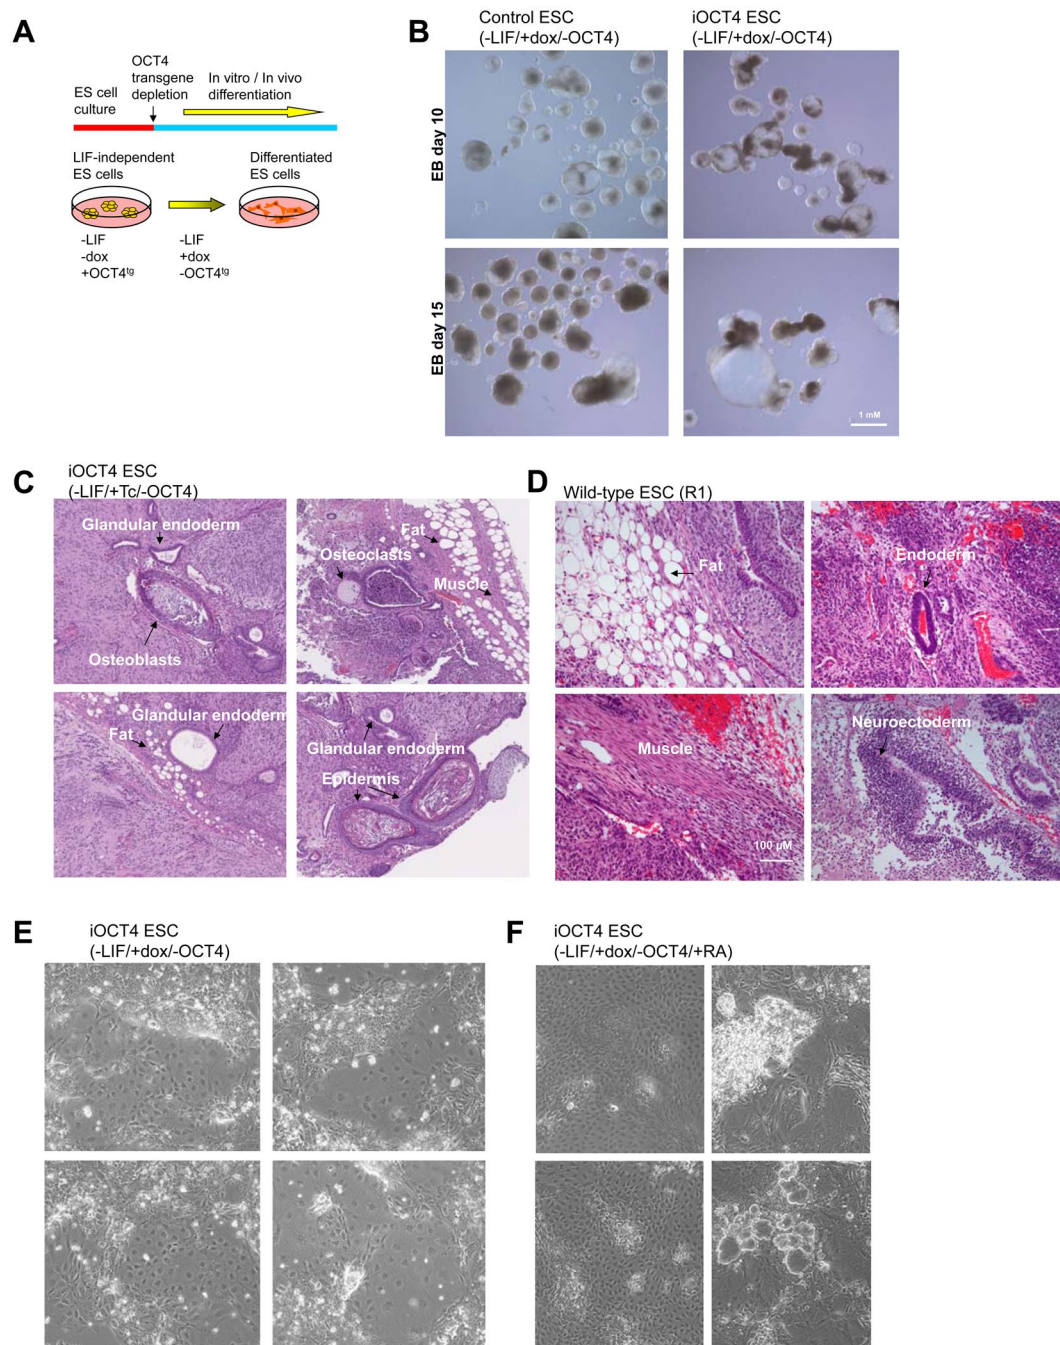 A
OCT4
transgene
depletion
In vitro / In vivo
differentiation
ES cell
culture
LIF-independent
ES cells
Differentiated
ES cells
-LIF
-dox
+OCT4tg
-LIF
+dox
-OCT4tg
B
Control ESC
(-LIF/+dox/-OCT4)
iOCT4 ESC
(-LIF/+dox/-OCT4)
EB day 10
EB day 15
1 mM
C
iOCT4 ESC
(-LIF/+Tc/-OCT4)
Glandular endoderm
Osteoblasts
Fat
Osteoclasts
Muscle
Glandular endoderm
Fat
Glandular endoderm
Epidermis
D
Wild-type ESC (R1)
Fat
Endoderm
Muscle
100 µM
Neuroectoderm
E
iOCT4 ESC
(-LIF/+dox/-OCT4)
F
iOCT4 ESC
(-LIF/+dox/-OCT4/+RA)